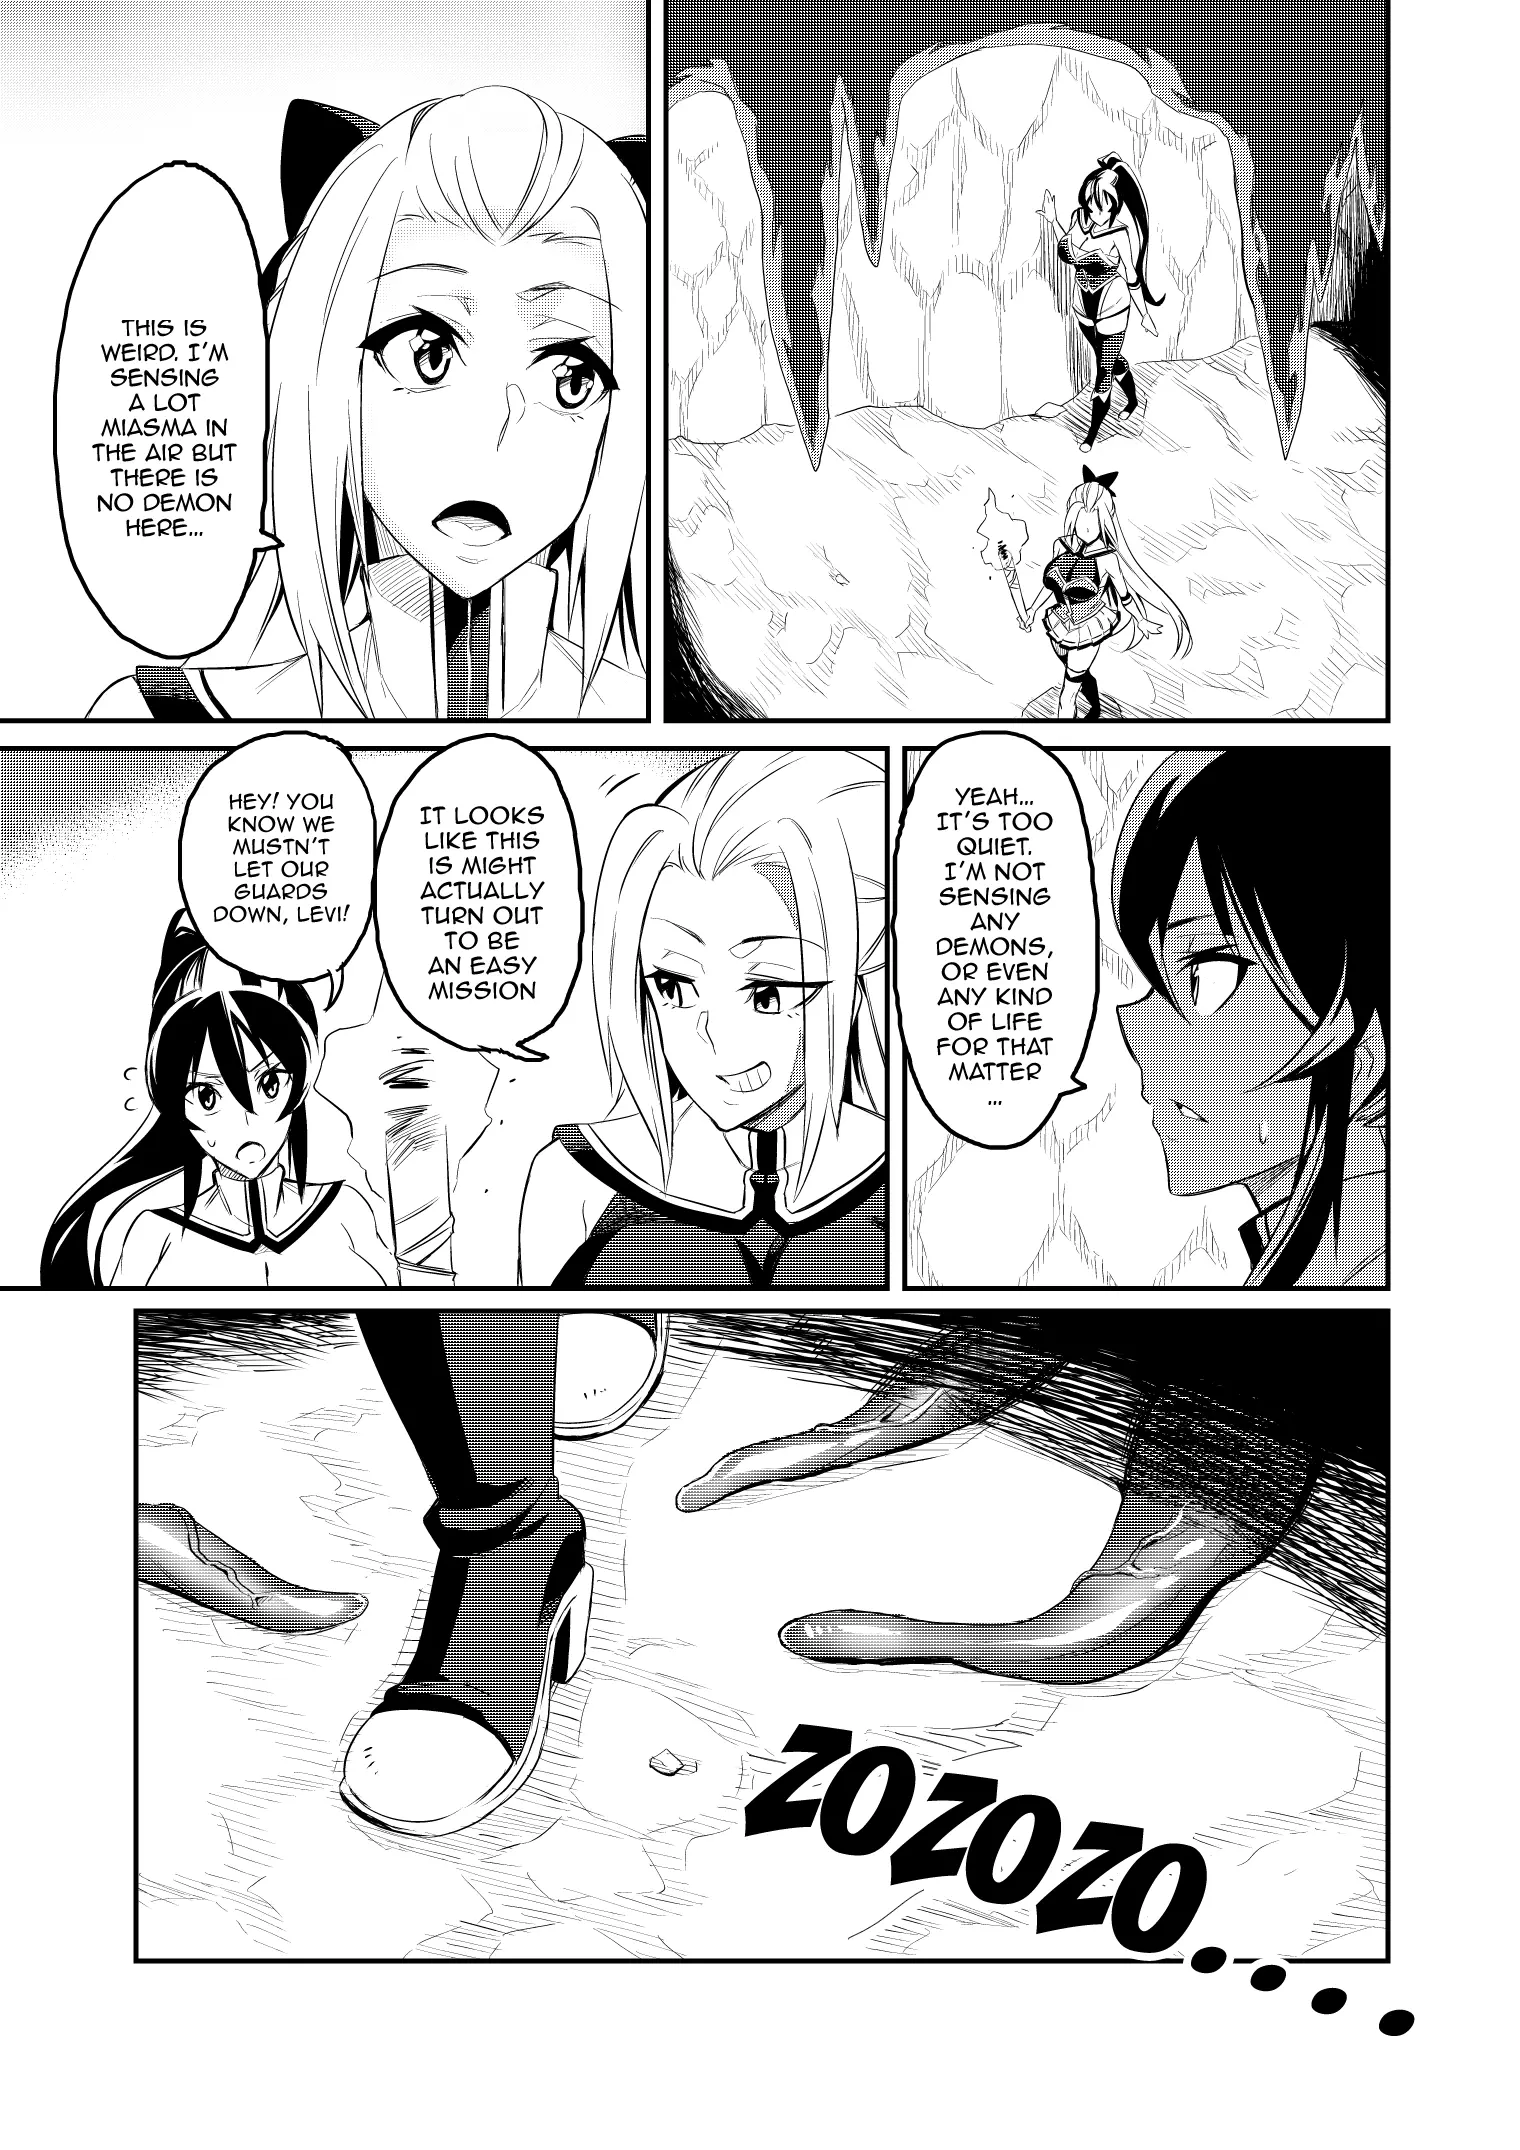 THIS IS
WEIRD. I'M
SENSING
A LOT
MIASMA IN
THE AIR BUT
THERE IS
NO DEMON
HERE...
YEAH...
IT'S TOO
QUIET.
I'M NOT
SENSING
ANY
DEMONS,
OR EVEN
ANY KIND
OF LIFE
FOR THAT
MATTER
...
IT LOOKS
LIKE THIS
IS MIGHT
ACTUALLY
TURN OUT
TO BE
AN EASY
MISSION
HEY! YOU
KNOW WE
MUSTN'T
LET OUR
GUARDS
DOWN, LEVI!
ZOZOZO....